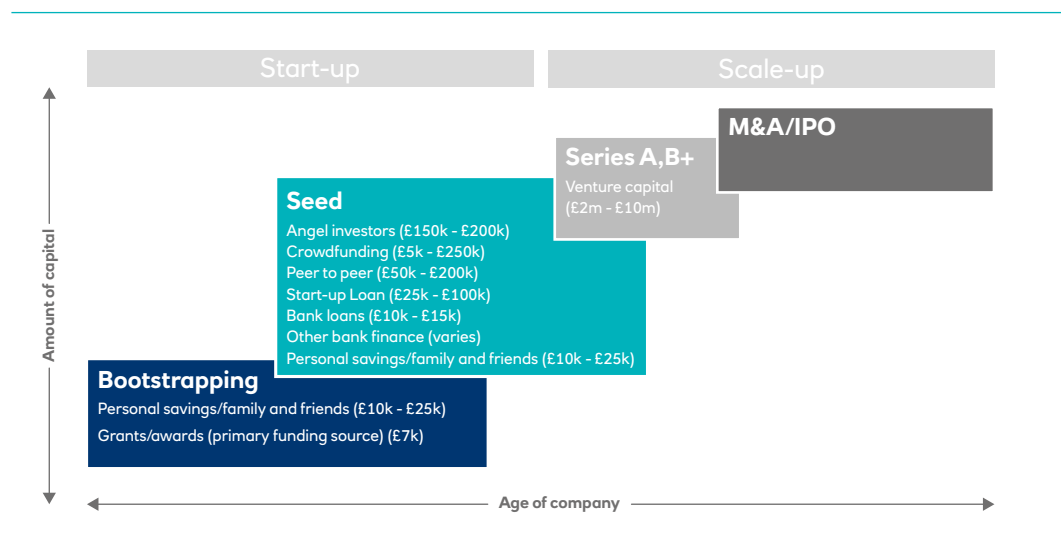 Start-up
Scale-up
M&A/IPO
Series A,B+
Venture capital
(£2m - £10m)
Seed
Angel investors (£150k - £200k)
Crowdfunding (£5k - £250k)
Peer to peer (£50k - £200k)
Start-up Loan (£25k - £100k)
Bank loans (£10k - £15k)
Other bank finance (varies)
Personal savings/family and friends (£10k - £25k)
Bootstrapping
Personal savings/family and friends (£10k - £25k)
Grants/awards (primary funding source) (£7k)
Amount of capital
Age of company